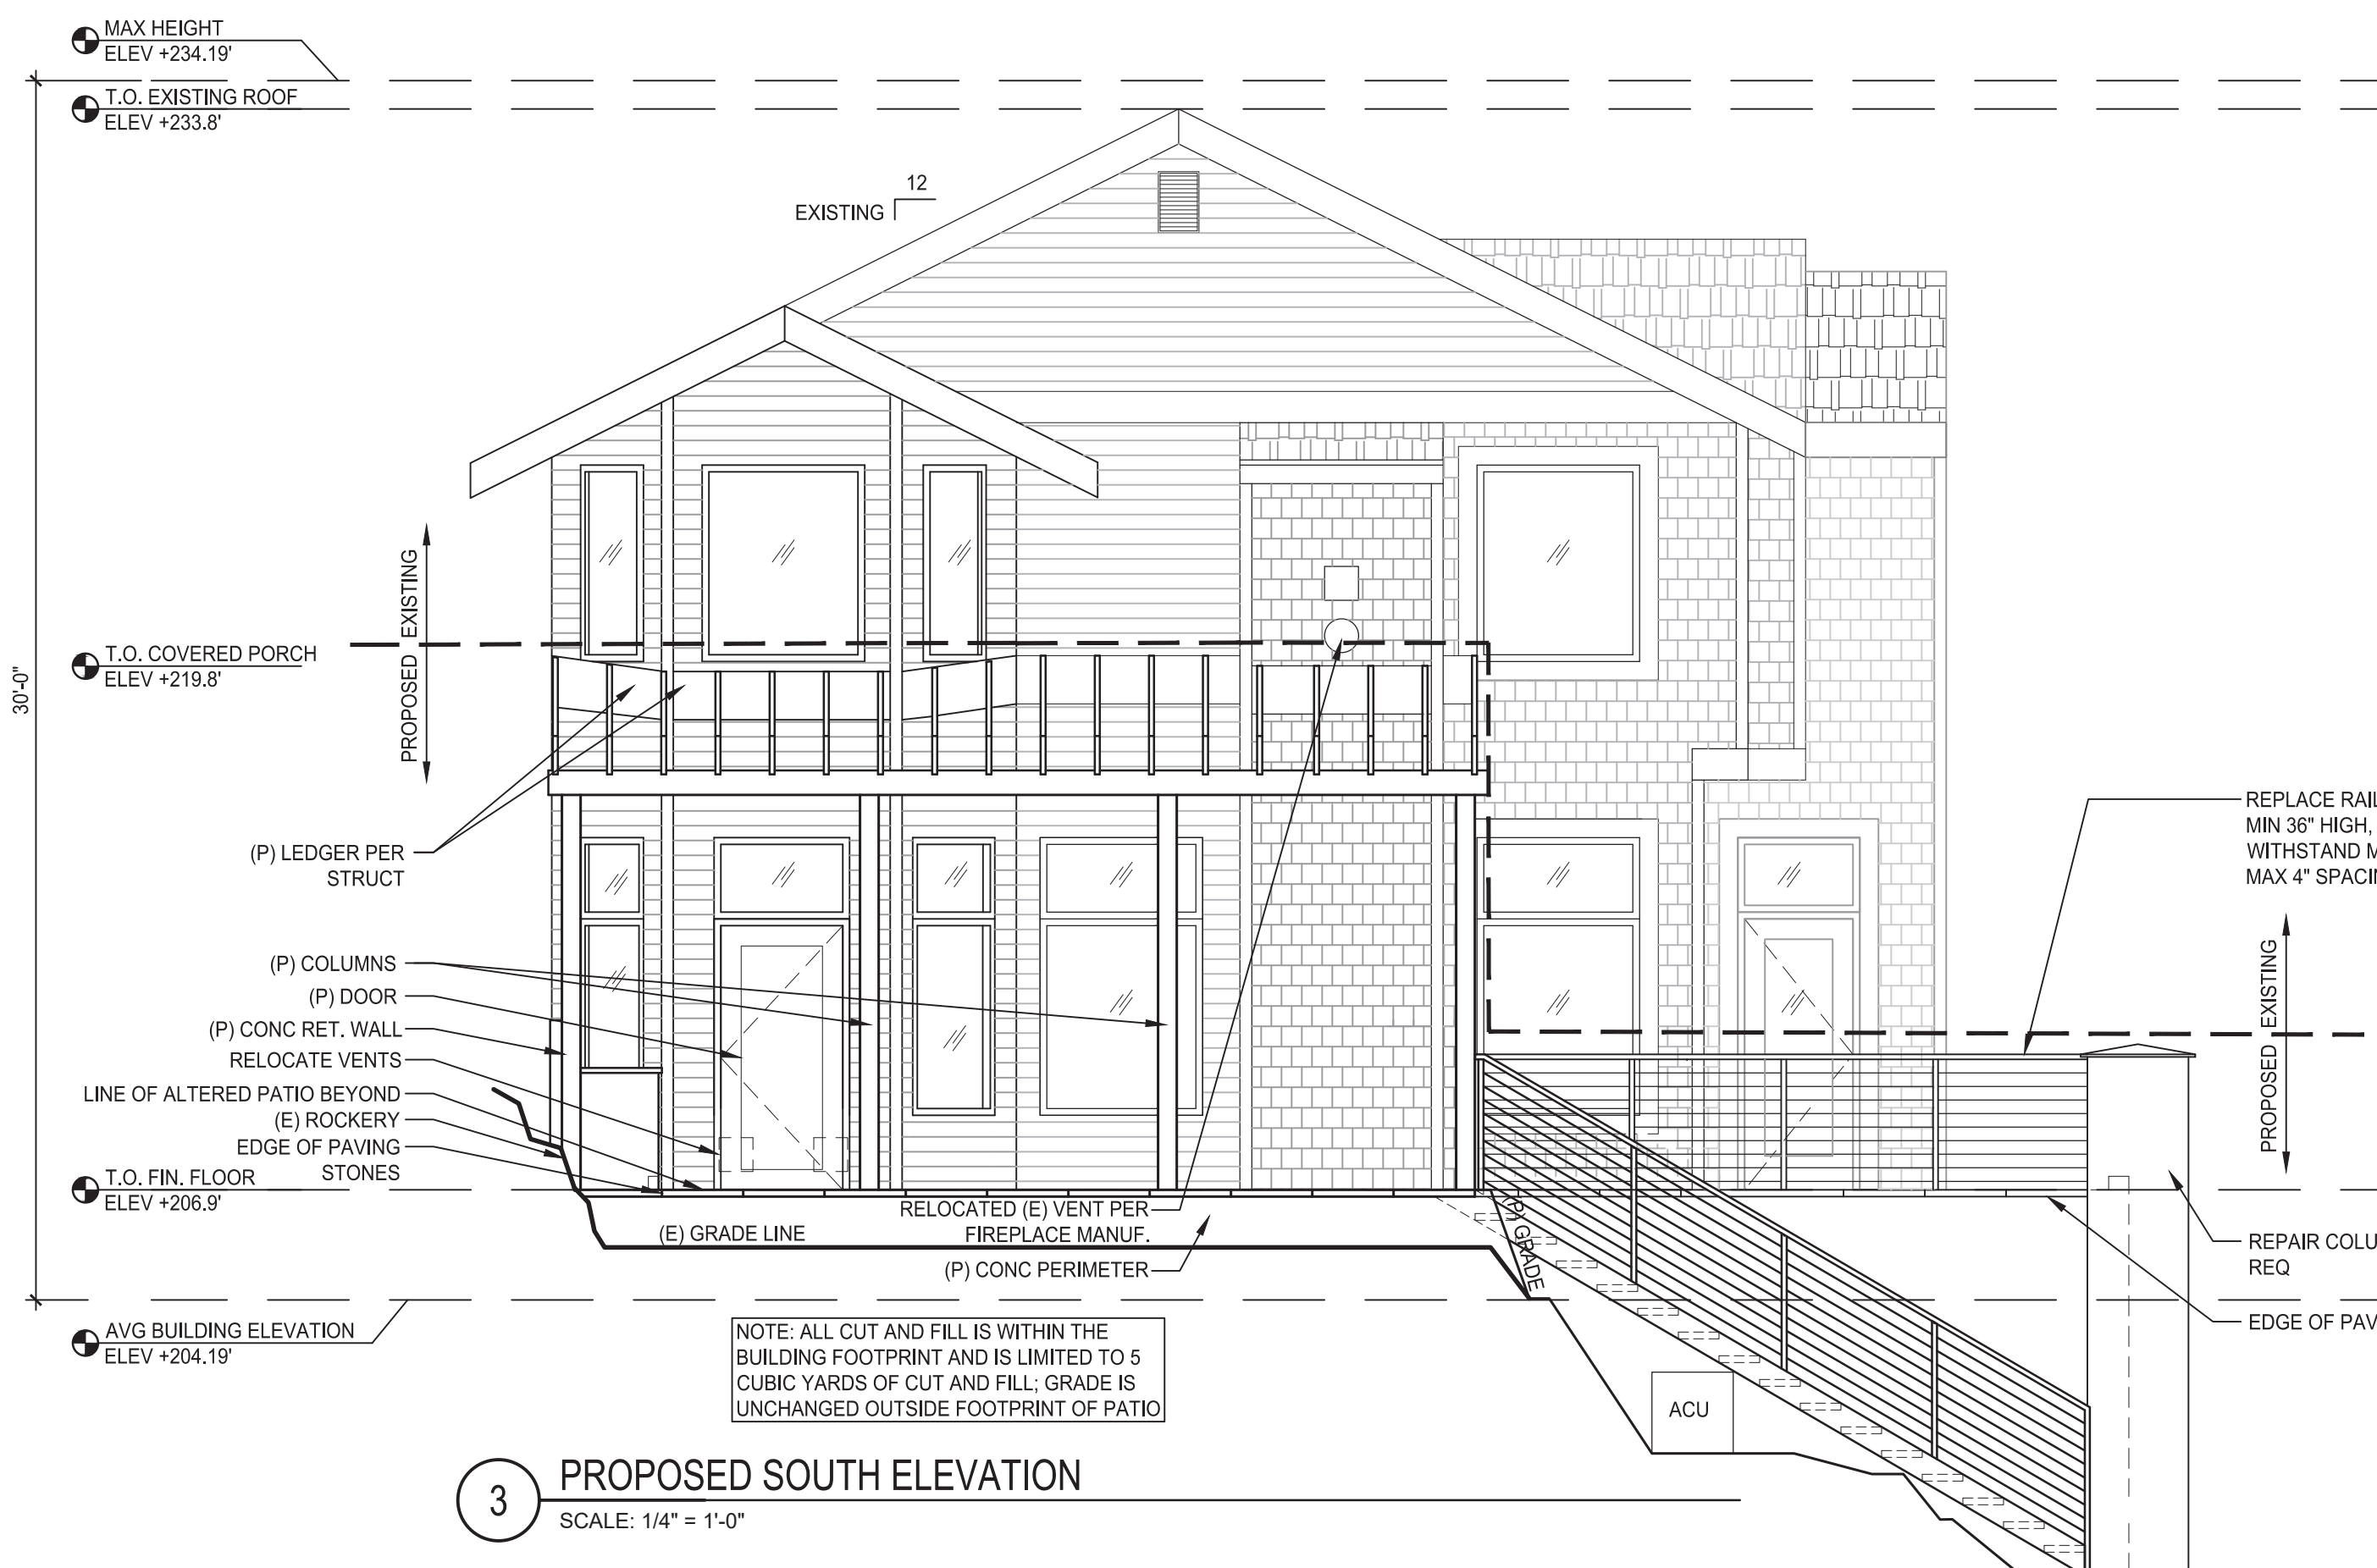 MAX HEIGHT
ELEV +234.19'
T.O. EXISTING ROOF
ELEV +233.8'
12
EXISTING
EXISTING
PROPOSED
T.O. COVERED PORCH
ELEV +219.8'
30'-0"
(P) LEDGER PER
STRUCT
(P) COLUMNS
(P) DOOR
(P) CONC RET. WALL
RELOCATE VENTS
LINE OF ALTERED PATIO BEYOND
(E) ROCKERY
EDGE OF PAVING
STONES
T.O. FIN. FLOOR
ELEV +206.9'
(E) GRADE LINE
RELOCATED (E) VENT PER
FIREPLACE MANUF.
(P) CONC PERIMETER
(P) GRADE
AVG BUILDING ELEVATION
ELEV +204.19'
NOTE: ALL CUT AND FILL IS WITHIN THE
BUILDING FOOTPRINT AND IS LIMITED TO 5
CUBIC YARDS OF CUT AND FILL; GRADE IS
UNCHANGED OUTSIDE FOOTPRINT OF PATIO
ACU
REPLACE RAIL
MIN 36" HIGH,
WITHSTAND
MAX 4"
EXISTING
PROPOSED
REPAIR
REQ
EDGE OF
3
PROPOSED SOUTH ELEVATION
SCALE: 1/4" = 1'-0"